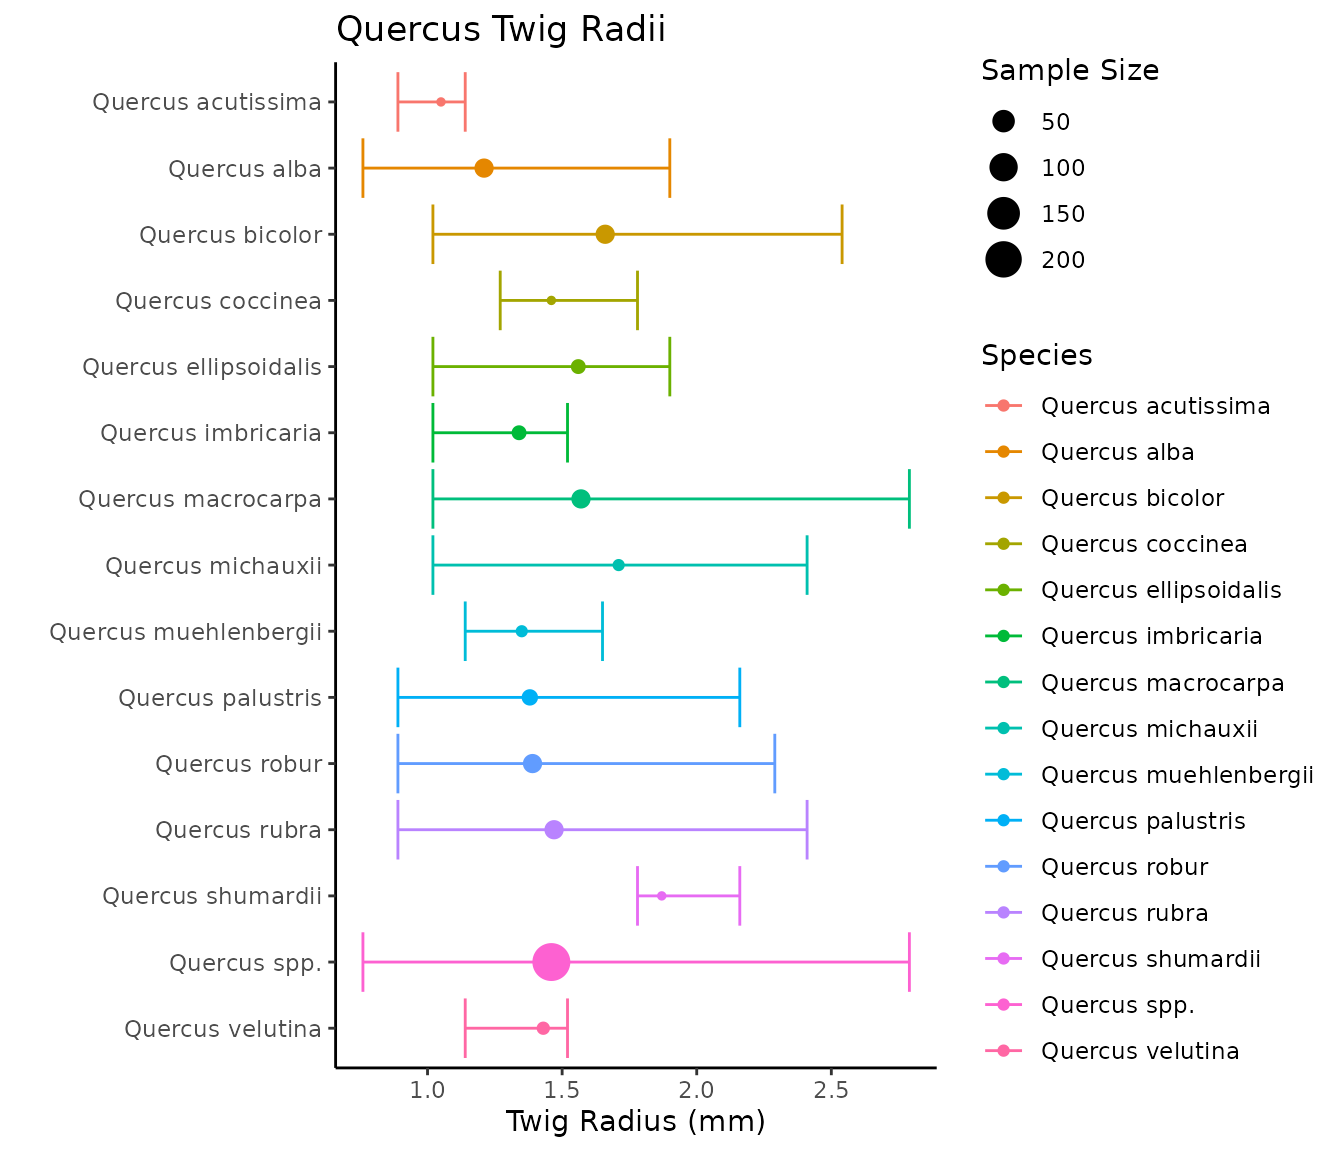 Quercus Twig Radii
Quercus acutissima
Quercus alba
Quercus bicolor
Quercus coccinea
Quercus ellipsoidalis
Quercus imbricaria
Quercus macrocarpa
Quercus michauxii
Quercus muehlenbergii
Quercus palustris
Quercus robur
Quercus rubra
Quercus shumardii
Quercus spp.
Quercus velutina
1.0 1.5 2.0 2.5
Twig Radius (mm)
Sample Size
50
100
150
200
Species
Quercus acutissima
Quercus alba
Quercus bicolor
Quercus coccinea
Quercus ellipsoidalis
Quercus imbricaria
Quercus macrocarpa
Quercus michauxii
Quercus muehlenbergii
Quercus palustris
Quercus robur
Quercus rubra
Quercus shumardii
Quercus spp.
Quercus velutina